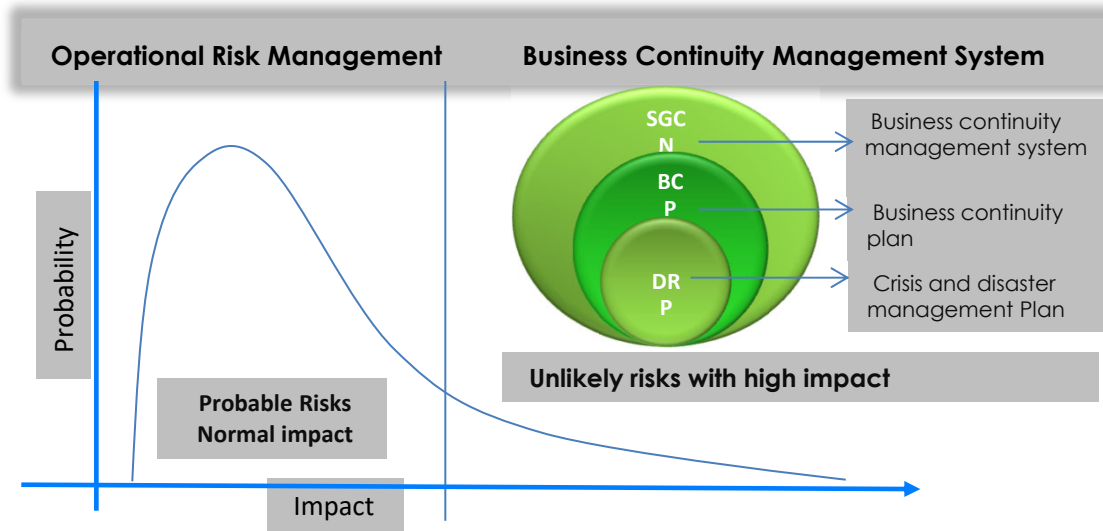 Operational Risk Management
Business Continuity Management System
SGC
N
Business continuity
management system
BC
P
Business continuity
plan
DR
P
Crisis and disaster
management Plan
Unlikely risks with high impact
Probability
Probable Risks
Normal impact
Impact